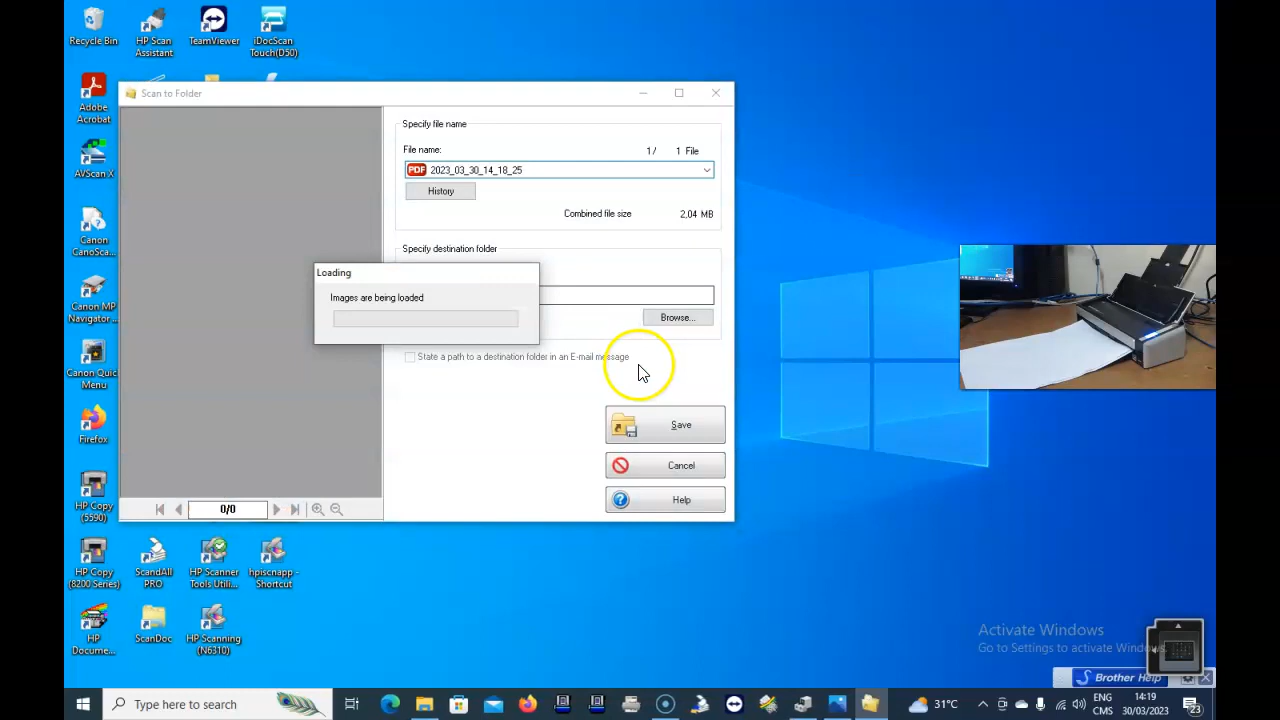 Recycle Bin
HP Scan
Assistant
TeamViewer
iDocScan
Touch(D50)
Adobe
Acrobat
AVScan X
Canon
CanoSca...
Canon MP
Navigator ...
Canon Quick
Menu
Firefox
HP Copy
(5590)
HP Copy
(8200 Series)
ScandAll
PRO
HP Scanner
Tools Utili...
hpiscnapp -
Shortcut
HP
Docume...
ScanDoc
HP Scanning
(N6310)
Scan to Folder
Specify file name
File name:
1 / 1 File
PDF 2023_03_30_14_18_25
History
Combined file size 2,04 MB
Specify destination folder
Loading
Images are being loaded
Browse...
State a path to a destination folder in an E-mail message
Save
Cancel
Help
0/0
Activate Windows
Go to Settings to activate Windows.
Brother Help
Type here to search
31°C
ENG
CMS
14:19
30/03/2023
23